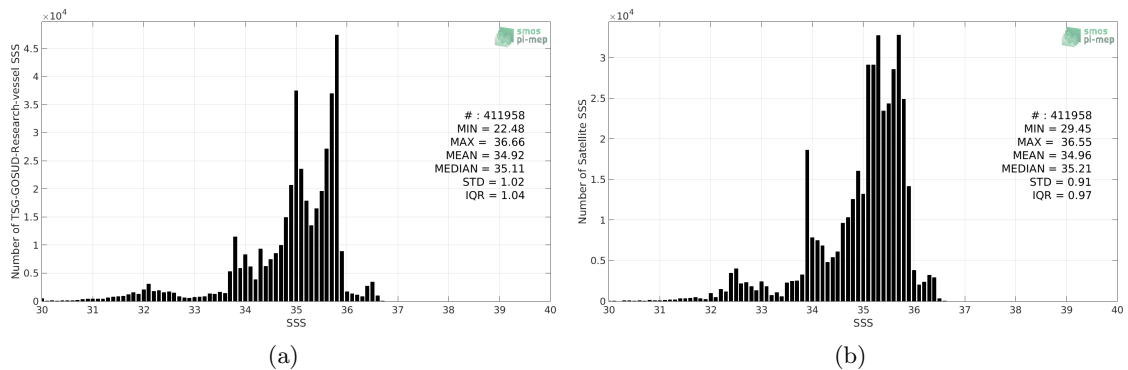 ×10⁴
smos
pi-mep
Number of TSG-GOSUD-Research-vessel SSS
4.5
4
3.5
3
2.5
2
1.5
1
0.5
0
# : 411958
MIN = 22.48
MAX = 36.66
MEAN = 34.92
MEDIAN = 35.11
STD = 1.02
IQR = 1.04
30 31 32 33 34 35 36 37 38 39 40
SSS
(a)
×10⁴
smos
pi-mep
Number of Satellite SSS
3
2.5
2
1.5
1
0.5
0
# : 411958
MIN = 29.45
MAX = 36.55
MEAN = 34.96
MEDIAN = 35.21
STD = 0.91
IQR = 0.97
30 31 32 33 34 35 36 37 38 39 40
SSS
(b)